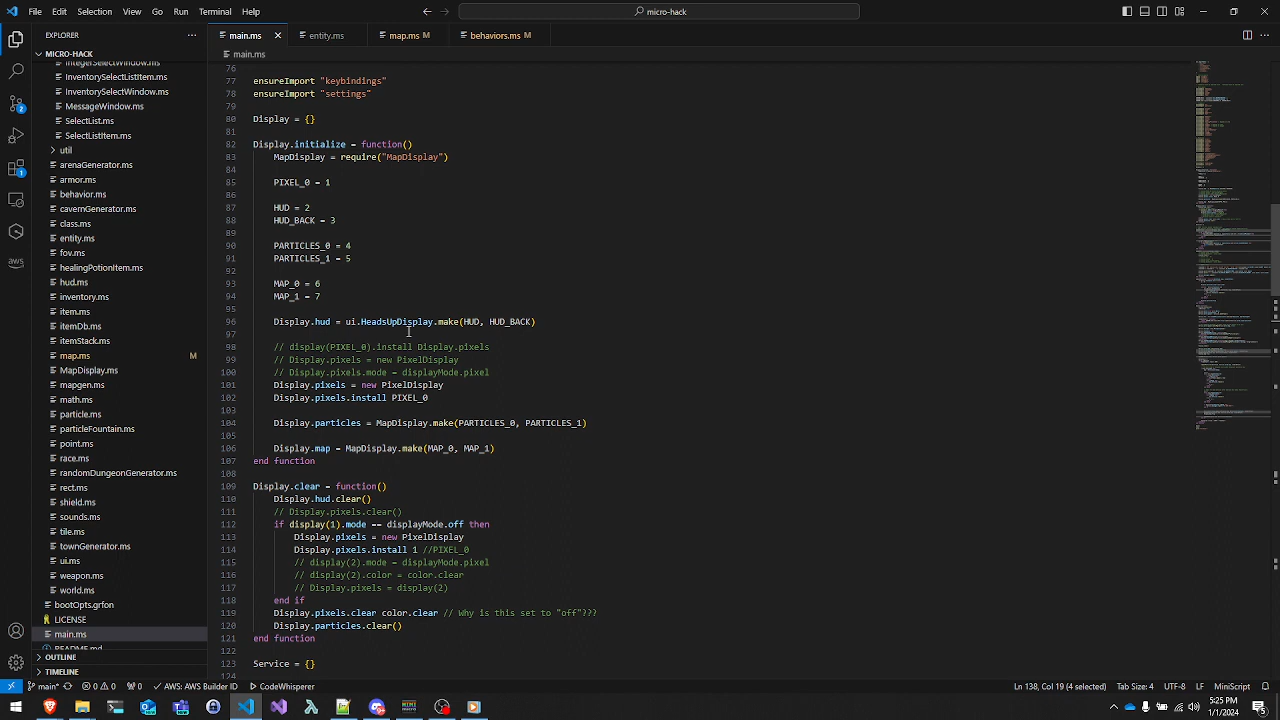 File Edit Selection View Go Run Terminal Help
micro-hack
EXPLORER
main.ms
entity.ms
map.ms M
behaviors.ms M
MICRO-HACK
main.ms
IntegerSelectWindow.ms
InventorySelectListItem.ms
InventorySelectWindow.ms
MessageWindow.ms
SelectList.ms
SelectListItem.ms
util
arenaGenerator.ms
armor.ms
behavior.ms
cavernGenerator.ms
class.ms
entity.ms
fov.ms
healingPotionItem.ms
hud.ms
inventory.ms
item.ms
itemDb.ms
logo.ms
map.ms M
MapDisplay.ms
mapgen.ms
menu.ms
particle.ms
particleFountain.ms
point.ms
race.ms
randomDungeonGenerator.ms
rect.ms
shield.ms
sounds.ms
tile.ms
townGenerator.ms
ui.ms
weapon.ms
world.ms
bootOpts.grfon
LICENSE
main.ms
README.md
OUTLINE
TIMELINE
76
77 ensureImport "keybindings"
78 ensureImport "settings"
79
80 Display = {}
81
82 Display.initialize = function()
83 MapDisplay = require("MapDisplay")
84
85 PIXEL_0 = 1
86
87 HUD = 2
88 HUD_BACK = 3
89
90 PARTICLES_0 = 4
91 PARTICLES_1 = 5
92
93 MAP_0 = 6
94 MAP_1 = 7
95
96 Display.hud = ui.HeadsUpDisplay.make(HUD, HUD_BACK)
97
98 // display(PIXEL_0).install Display.pixels
99 // Display.pixels = new PixelDisplay
100 // Display.pixels.mode = displayMode.pixel
101 Display.pixels = new PixelDisplay
102 Display.pixels.install PIXEL_0
103
104 Display.particles = MapDisplay.make(PARTICLES_0, PARTICLES_1)
105
106 Display.map = MapDisplay.make(MAP_0, MAP_1)
107 end function
108
109 Display.clear = function()
110 Display.hud.clear()
111 // Display.pixels.clear()
112 if display(1).mode == displayMode.off then
113 Display.pixels = new PixelDisplay
114 Display.pixels.install 1 //PIXEL_0
115 // display(2).mode = displayMode.pixel
116 // display(2).color = color.clear
117 // Display.pixels = display(2)
118 end if
119 Display.pixels.clear color.clear // Why is this set to "off"???
120 Display.particles.clear()
121 end function
122
123 Service = {}
124
main* 0 0 0 AWS: AWS Builder ID CodeWhisperer
Ln 138, Col 19 (4 selected) Tab Size: 4 UTF-8 LF MiniScript
5:25 PM
1/1/2024